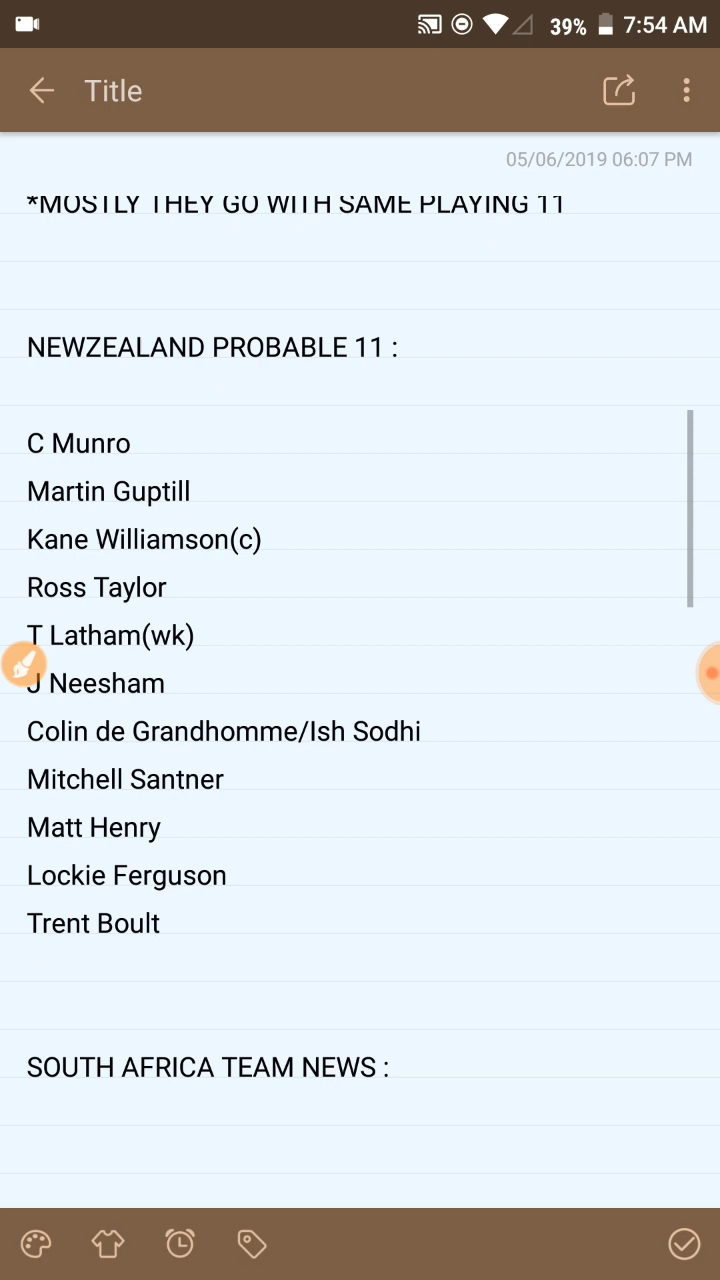 39% 7:54 AM
Title
05/06/2019 06:07 PM
*MOSTLY THEY GO WITH SAME PLAYING 11
NEWZEALAND PROBABLE 11 :
C Munro
Martin Guptill
Kane Williamson(c)
Ross Taylor
T Latham(wk)
J Neesham
Colin de Grandhomme/Ish Sodhi
Mitchell Santner
Matt Henry
Lockie Ferguson
Trent Boult
SOUTH AFRICA TEAM NEWS :